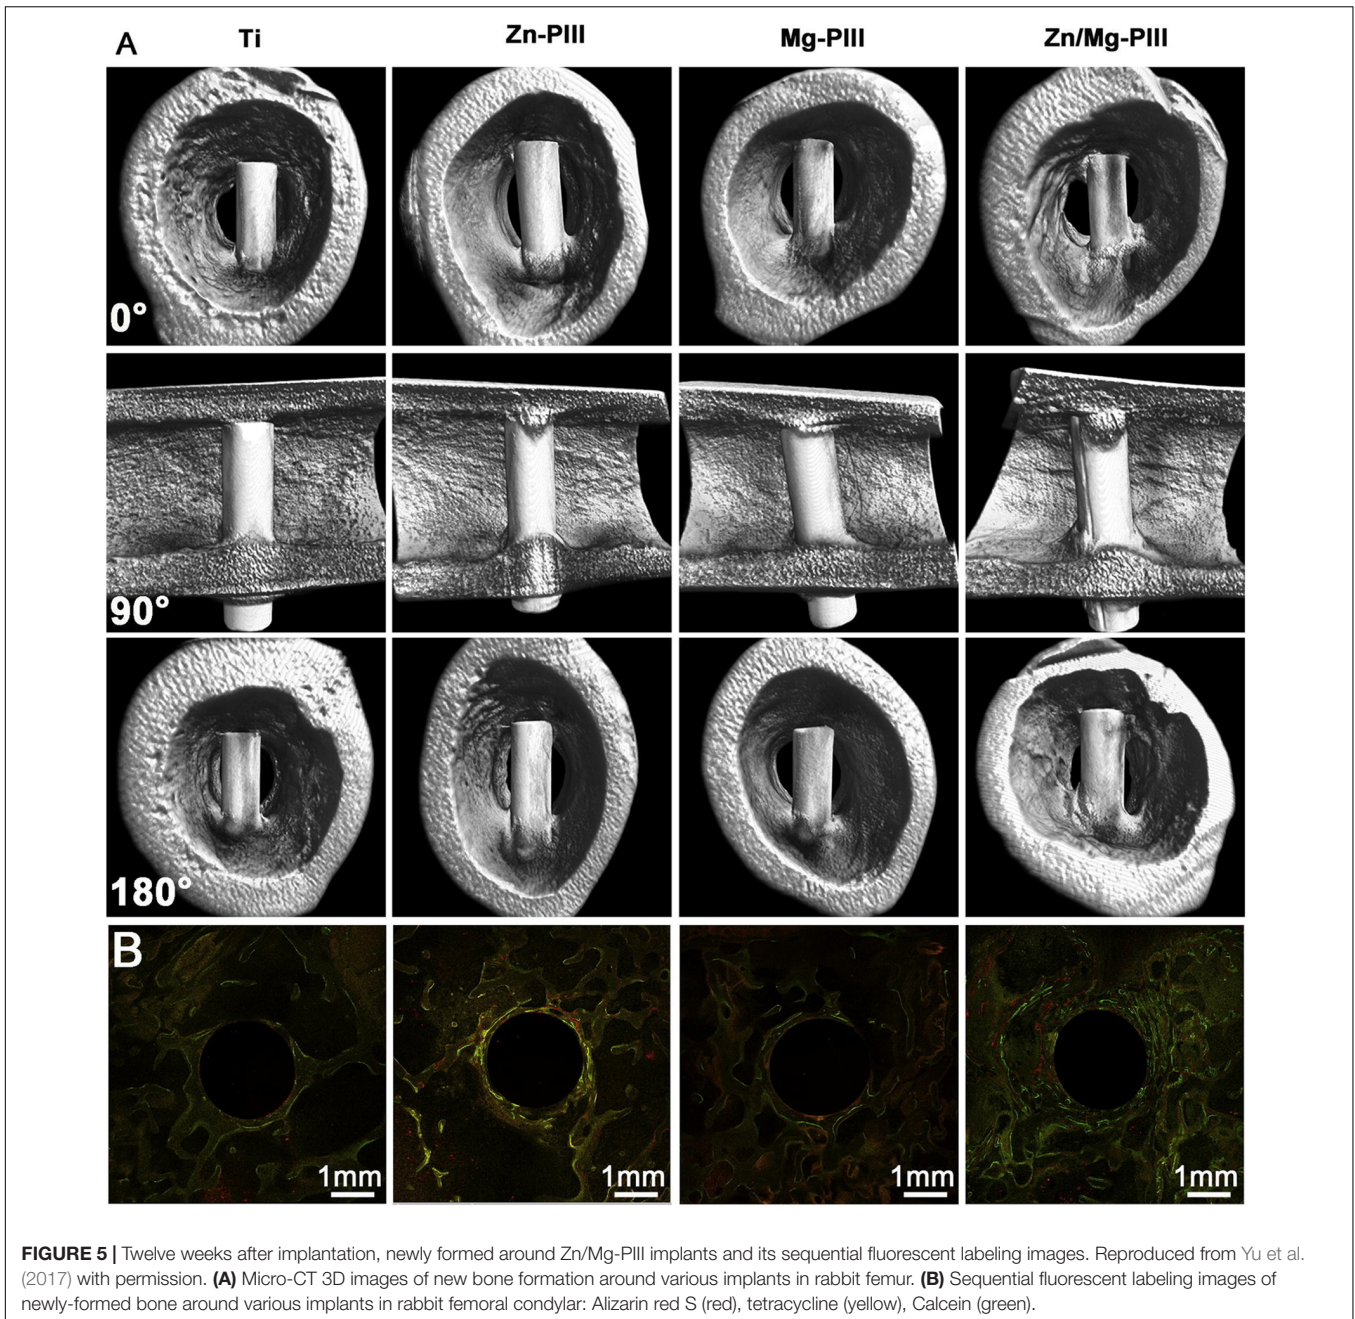 A
Ti
Zn-PIII
Mg-PIII
Zn/Mg-PIII
0°
90°
180°
B
1mm
1mm
1mm
1mm
FIGURE 5 | Twelve weeks after implantation, newly formed around Zn/Mg-PIII implants and its sequential fluorescent labeling images. Reproduced from Yu et al.
(2017) with permission. (A) Micro-CT 3D images of new bone formation around various implants in rabbit femur. (B) Sequential fluorescent labeling images of
newly-formed bone around various implants in rabbit femoral condylar: Alizarin red S (red), tetracycline (yellow), Calcein (green).